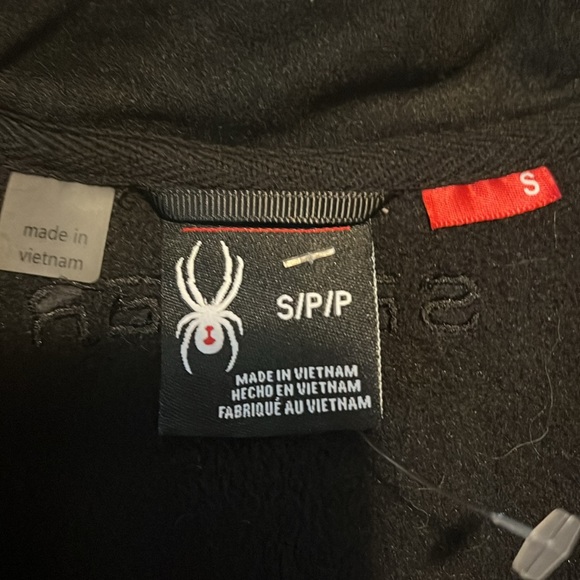 made in
vietnam
S
S/P/P
MADE IN VIETNAM
HECHO EN VIETNAM
FABRIQUÉ AU VIETNAM